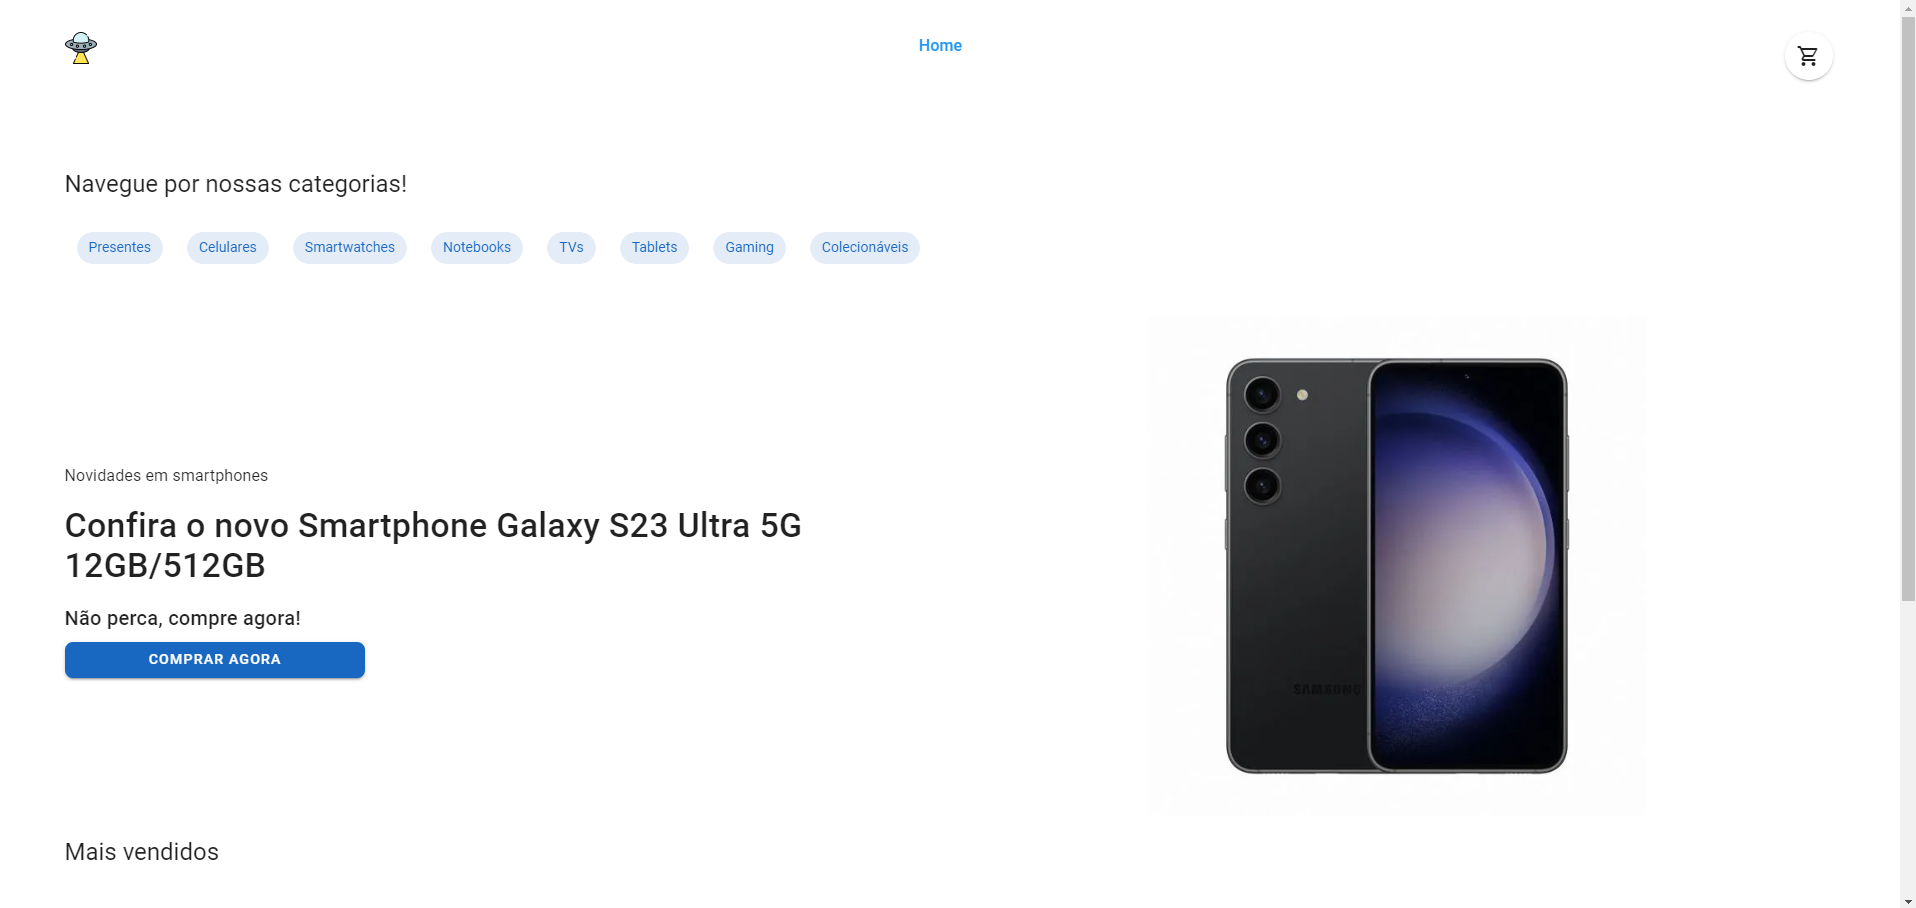 Home
Navegue por nossas categorias!
Presentes Celulares Smartwatches Notebooks TVs Tablets Gaming Colecionáveis
Novidades em smartphones
Confira o novo Smartphone Galaxy S23 Ultra 5G
12GB/512GB
Não perca, compre agora!
COMPRAR AGORA
SAMSUNG
Mais vendidos